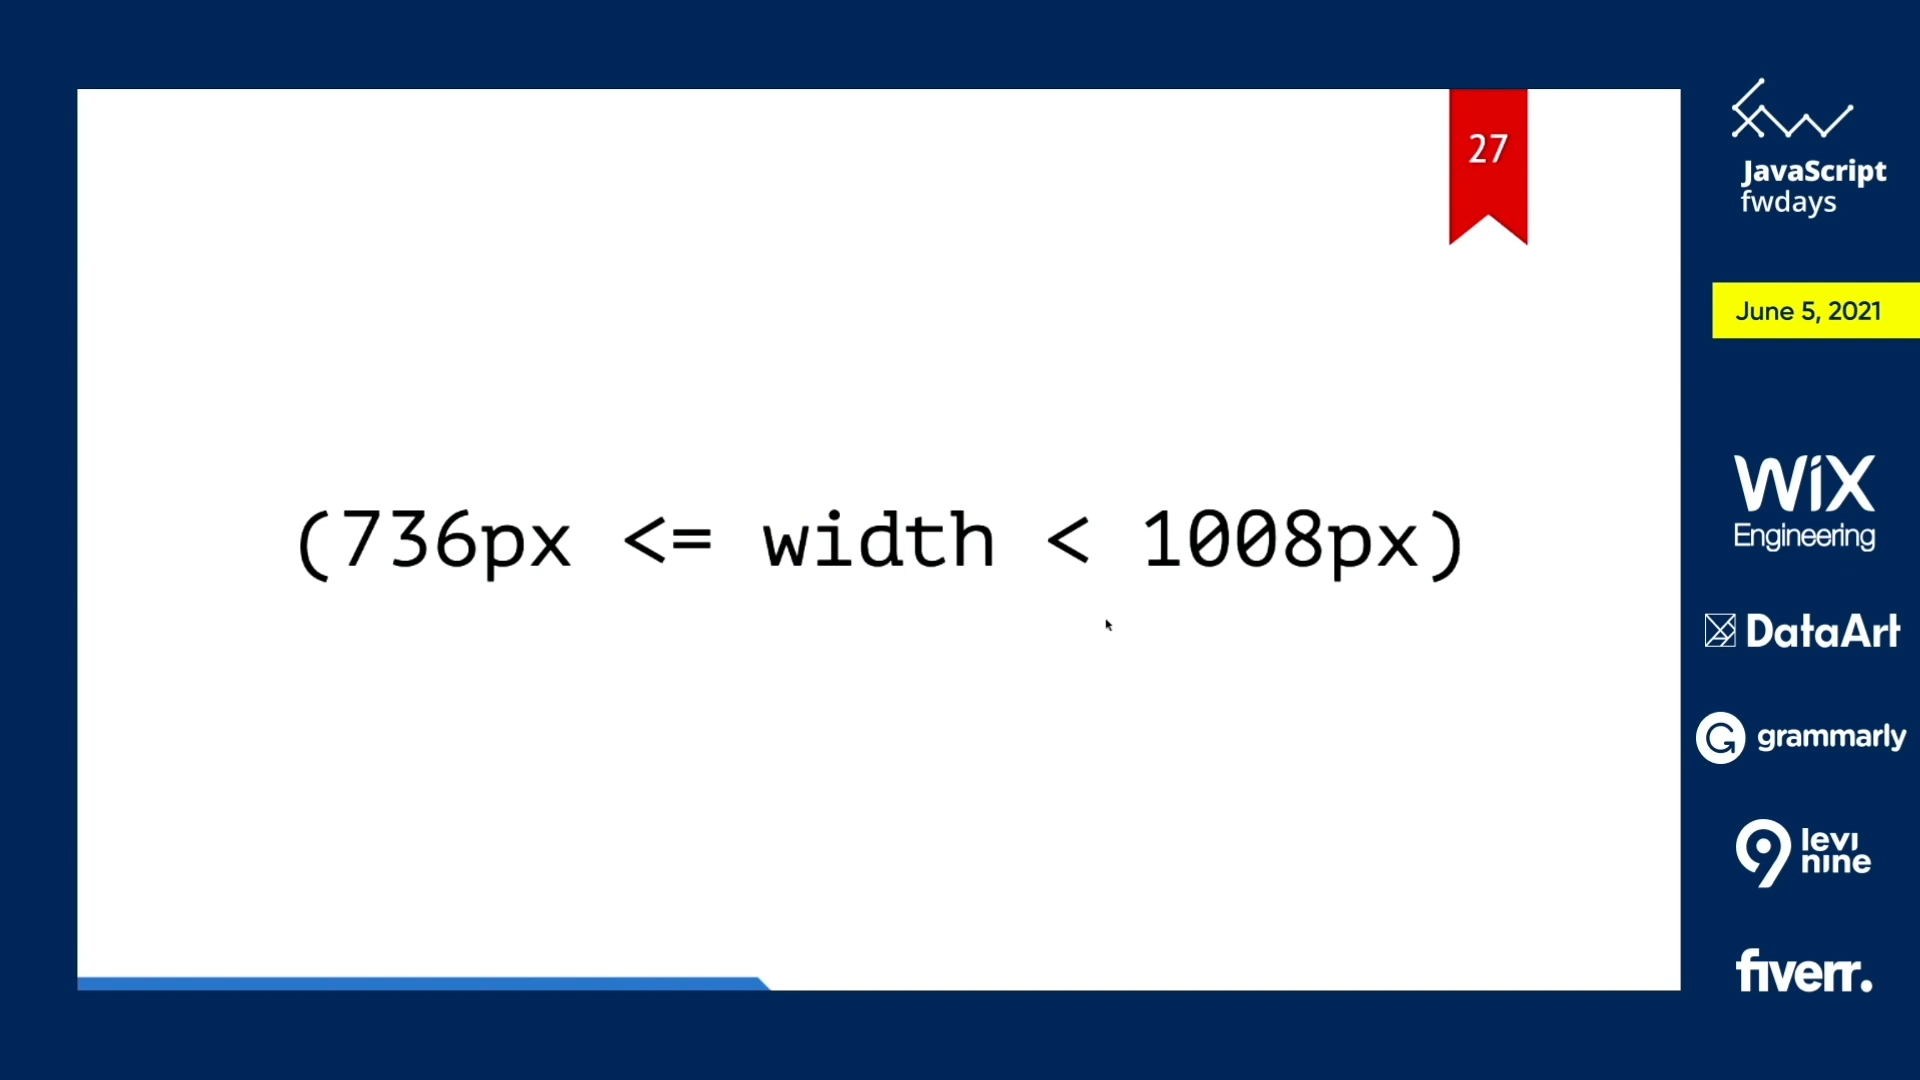 27
(736px <= width < 1008px)
JavaScript
fwdays
June 5, 2021
WiX
Engineering
DataArt
grammarly
levi
nine
fiverr.